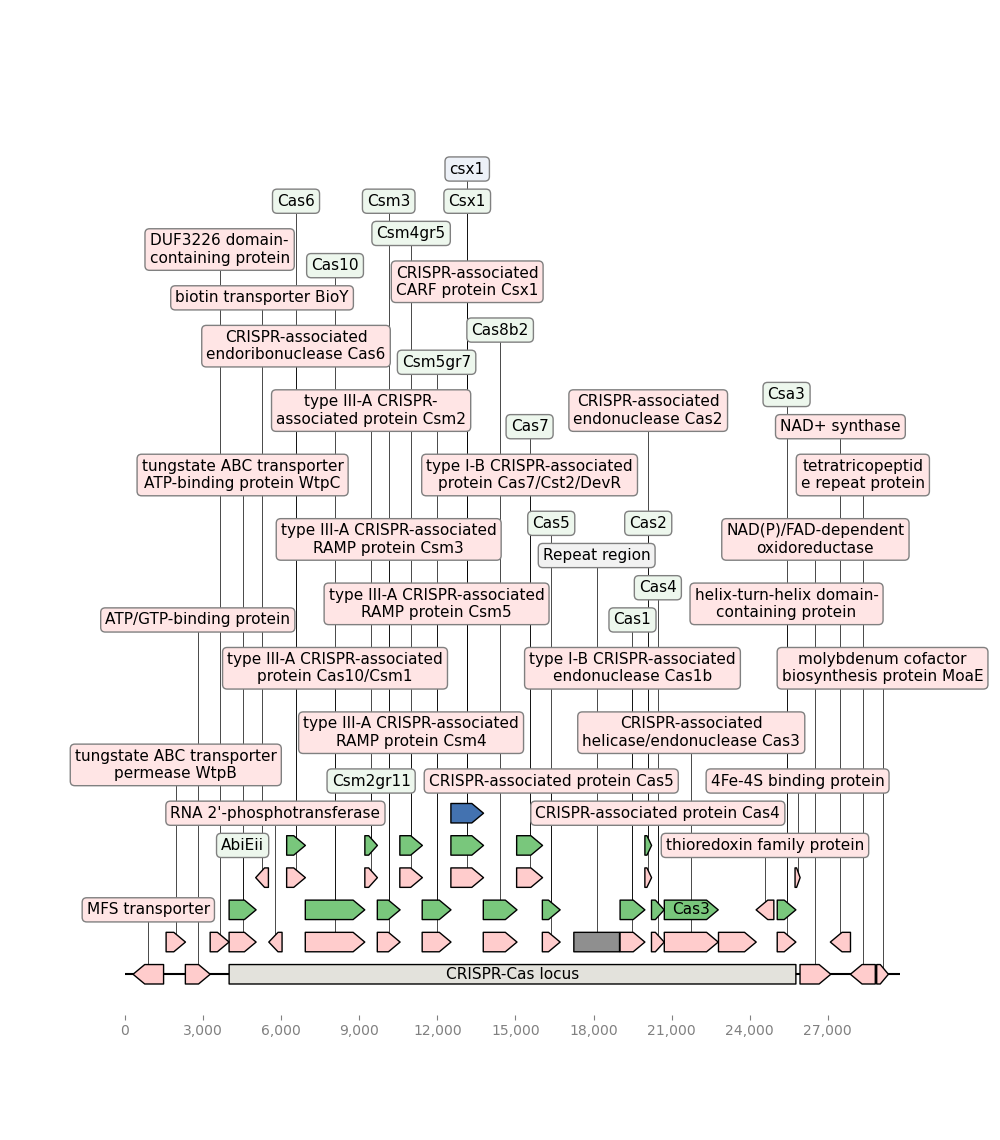 csx1
Cas6
Csm3
Csx1
Csm4gr5
DUF3226 domain-
containing protein
Cas10
CRISPR-associated
CARF protein Csx1
biotin transporter BioY
Cas8b2
CRISPR-associated
endoribonuclease Cas6
Csm5gr7
Csa3
type III-A CRISPR-
associated protein Csm2
CRISPR-associated
endonuclease Cas2
Cas7
NAD+ synthase
tungstate ABC transporter
ATP-binding protein WtpC
type I-B CRISPR-associated
protein Cas7/Cst2/DevR
tetratricopeptid
e repeat protein
Cas5
Cas2
type III-A CRISPR-associated
RAMP protein Csm3
NAD(P)/FAD-dependent
oxidoreductase
Repeat region
Cas4
type III-A CRISPR-associated
RAMP protein Csm5
helix-turn-helix domain-
containing protein
ATP/GTP-binding protein
Cas1
type III-A CRISPR-associated
protein Cas10/Csm1
type I-B CRISPR-associated
endonuclease Cas1b
molybdenum cofactor
biosynthesis protein MoaE
type III-A CRISPR-associated
RAMP protein Csm4
CRISPR-associated
helicase/endonuclease Cas3
tungstate ABC transporter
permease WtpB
Csm2gr11
CRISPR-associated protein Cas5
4Fe-4S binding protein
RNA 2'-phosphotransferase
CRISPR-associated protein Cas4
AbiEii
thioredoxin family protein
MFS transporter
Cas3
CRISPR-Cas locus
0
3,000
6,000
9,000
12,000
15,000
18,000
21,000
24,000
27,000